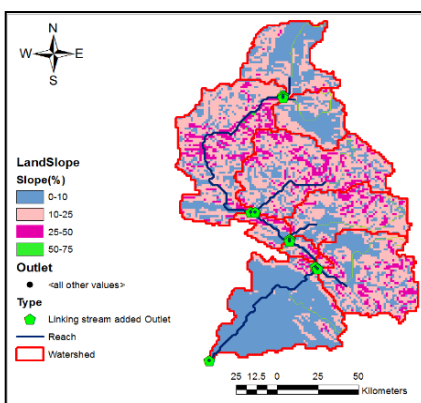 N
W E
S
LandSlope
Slope(%)
0-10
10-25
25-50
50-75
Outlet
<all other values>
Type
Linking stream added Outlet
Reach
Watershed
25 12.5 0 25 50
Kilometers